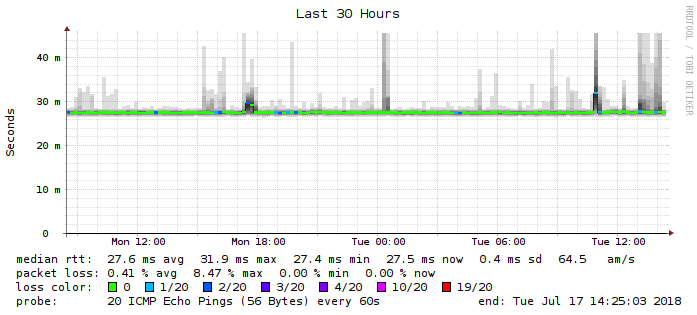 Last 30 Hours
RRDTOOL / TOBI OETIKER
Seconds
40 m
30 m
20 m
10 m
0
Mon 12:00 Mon 18:00 Tue 00:00 Tue 06:00 Tue 12:00
median rtt: 27.6 ms avg 31.9 ms max 27.4 ms min 27.5 ms now 0.4 ms sd 64.5 am/s
packet loss: 0.41 % avg 8.47 % max 0.00 % min 0.00 % now
loss color: 0 1/20 2/20 3/20 4/20 10/20 19/20
probe: 20 ICMP Echo Pings (56 Bytes) every 60s end: Tue Jul 17 14:25:03 2018